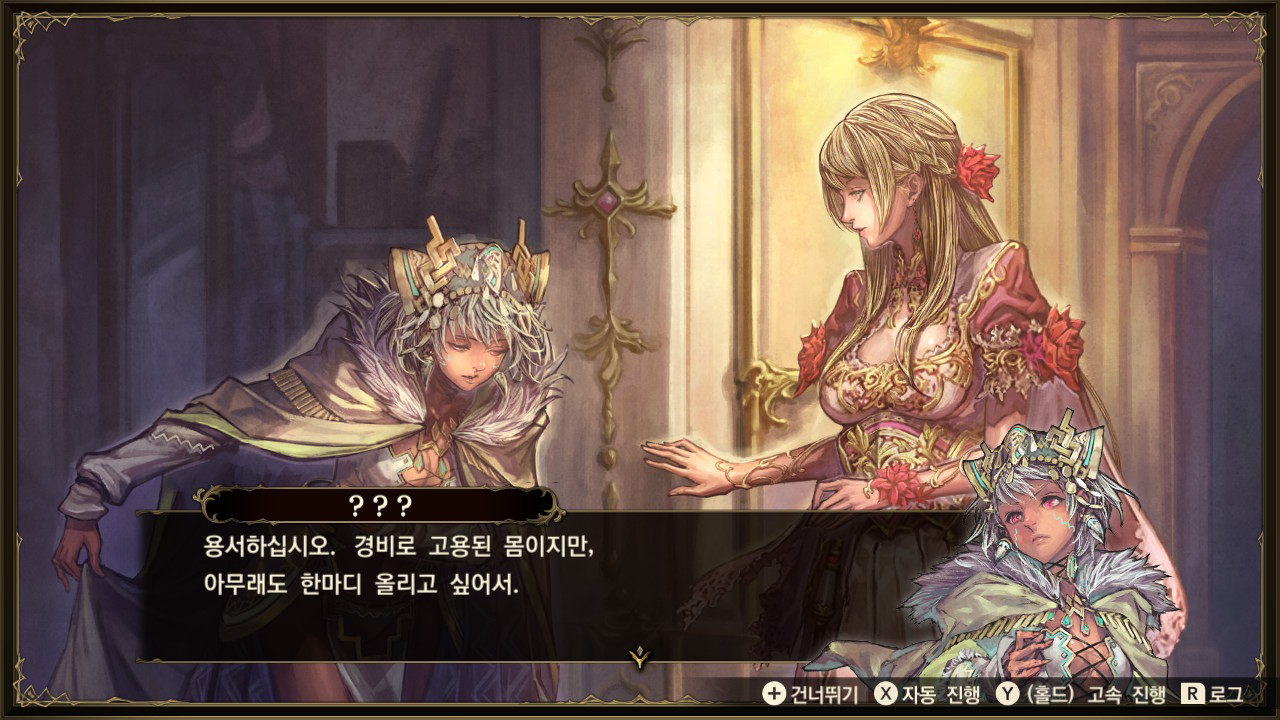 ???
용서하십시오. 경비로 고용된 몸이지만,
아무래도 한마디 올리고 싶어서.
+ 건너뛰기 X 자동 진행 Y (홀드) 고속 진행 R 로그